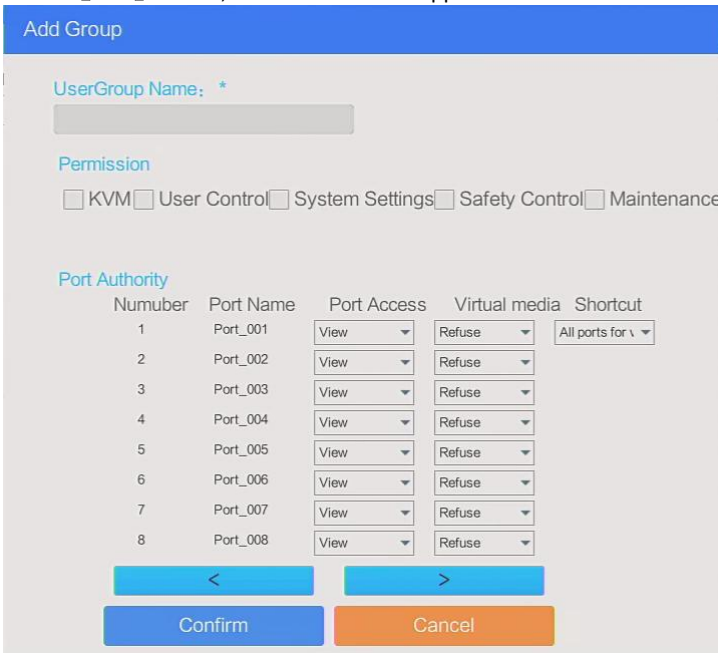 Add Group
UserGroup Name： *
Permission
KVM User Control System Settings Safety Control Maintenance
Port Authority
Numuber Port Name Port Access Virtual media Shortcut
1 Port_001 View Refuse All ports for
2 Port_002 View Refuse
3 Port_003 View Refuse
4 Port_004 View Refuse
5 Port_005 View Refuse
6 Port_006 View Refuse
7 Port_007 View Refuse
8 Port_008 View Refuse
< >
Confirm Cancel